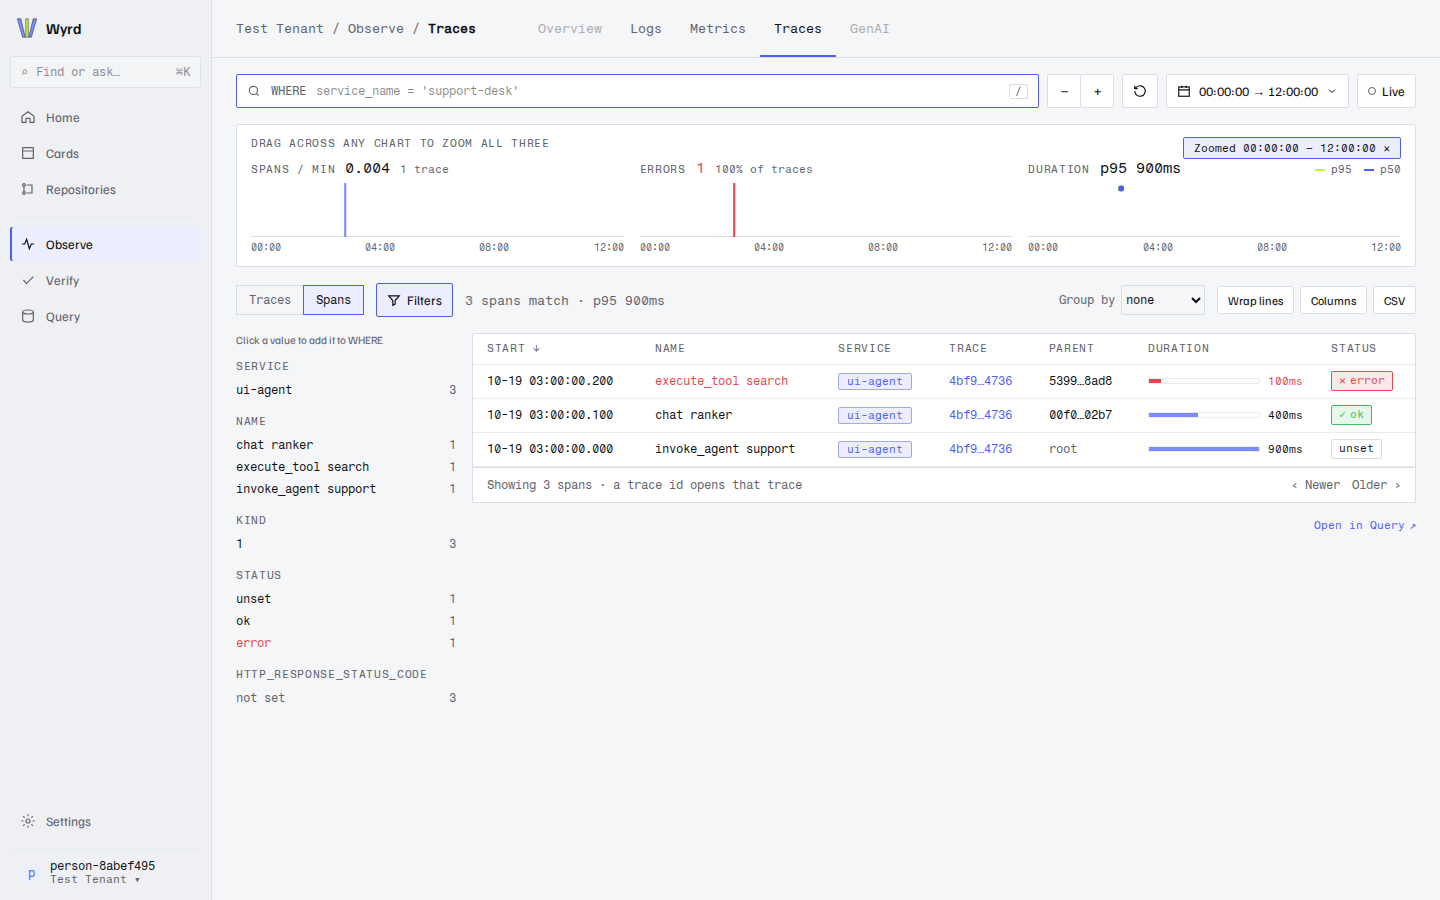 Wyrd
Find or ask… ⌘K
Home
Cards
Repositories
Observe
Verify
Query
Settings
p person-8abef495
Test Tenant ▾
Test Tenant / Observe / Traces
Overview Logs Metrics Traces GenAI
WHERE service_name = 'support-desk' /
− + 00:00:00 → 12:00:00 Live
DRAG ACROSS ANY CHART TO ZOOM ALL THREE
Zoomed 00:00:00 – 12:00:00 ×
SPANS / MIN 0.004 1 trace
00:00 04:00 08:00 12:00
ERRORS 1 100% of traces
00:00 04:00 08:00 12:00
DURATION p95 900ms p95 p50
00:00 04:00 08:00 12:00
Traces Spans Filters 3 spans match · p95 900ms
Group by none Wrap lines Columns CSV
Click a value to add it to WHERE
SERVICE
ui-agent 3
NAME
chat ranker 1
execute_tool search 1
invoke_agent support 1
KIND
1 3
STATUS
unset 1
ok 1
error 1
HTTP_RESPONSE_STATUS_CODE
not set 3
START ↓ NAME SERVICE TRACE PARENT DURATION STATUS
10-19 03:00:00.200 execute_tool search ui-agent 4bf9…4736 5399…8ad8 100ms × error
10-19 03:00:00.100 chat ranker ui-agent 4bf9…4736 00f0…02b7 400ms ✓ ok
10-19 03:00:00.000 invoke_agent support ui-agent 4bf9…4736 root 900ms unset
Showing 3 spans · a trace id opens that trace ‹ Newer Older ›
Open in Query ↗